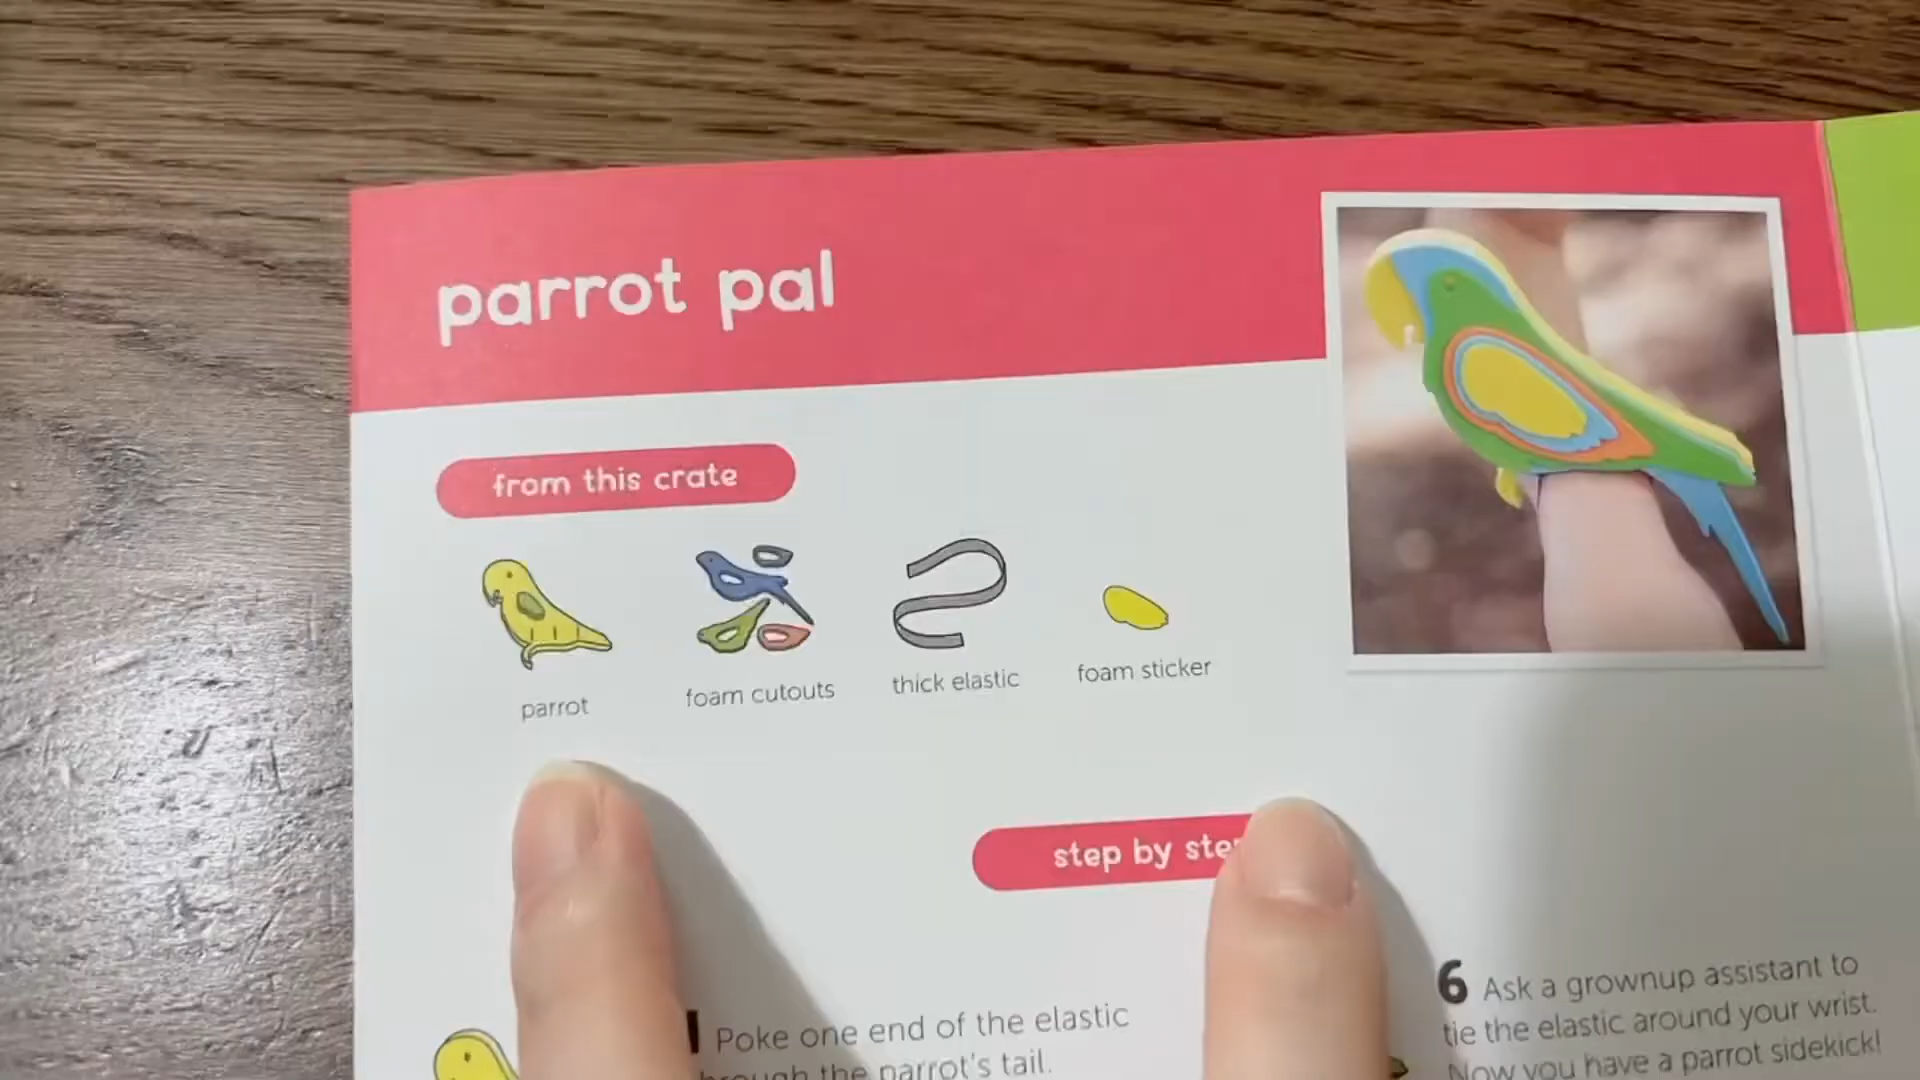 parrot pal
from this crate
parrot
foam cutouts
thick elastic
foam sticker
step by
1 Poke one end of the elastic
the parrot's tail.
6 Ask a grownup assistant to
tie the elastic around your wrist.
Now you have a parrot sidekick!